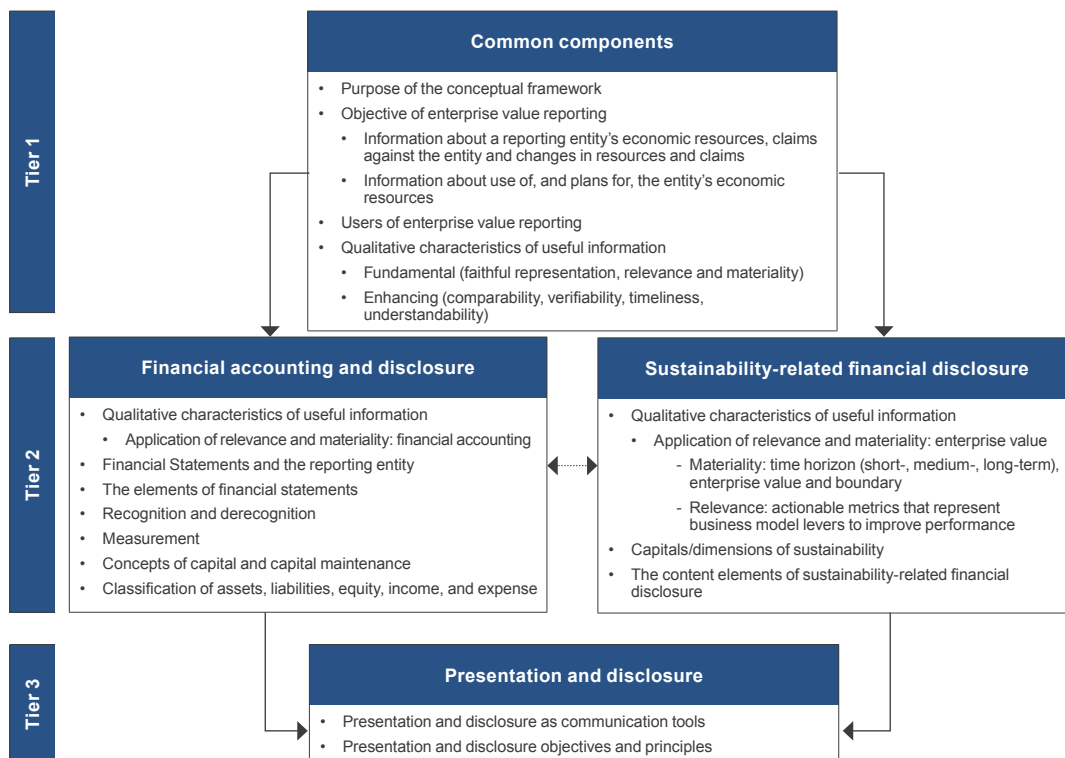 Tier 1
Common components
• Purpose of the conceptual framework
• Objective of enterprise value reporting
• Information about a reporting entity's economic resources, claims
against the entity and changes in resources and claims
• Information about use of, and plans for, the entity's economic
resources
• Users of enterprise value reporting
• Qualitative characteristics of useful information
• Fundamental (faithful representation, relevance and materiality)
• Enhancing (comparability, verifiability, timeliness,
understandability)
Tier 2
Financial accounting and disclosure
• Qualitative characteristics of useful information
• Application of relevance and materiality: financial accounting
• Financial Statements and the reporting entity
• The elements of financial statements
• Recognition and derecognition
• Measurement
• Concepts of capital and capital maintenance
• Classification of assets, liabilities, equity, income, and expense
Sustainability-related financial disclosure
• Qualitative characteristics of useful information
• Application of relevance and materiality: enterprise value
- Materiality: time horizon (short-, medium-, long-term),
enterprise value and boundary
- Relevance: actionable metrics that represent
business model levers to improve performance
• Capitals/dimensions of sustainability
• The content elements of sustainability-related financial
disclosure
Tier 3
Presentation and disclosure
• Presentation and disclosure as communication tools
• Presentation and disclosure objectives and principles